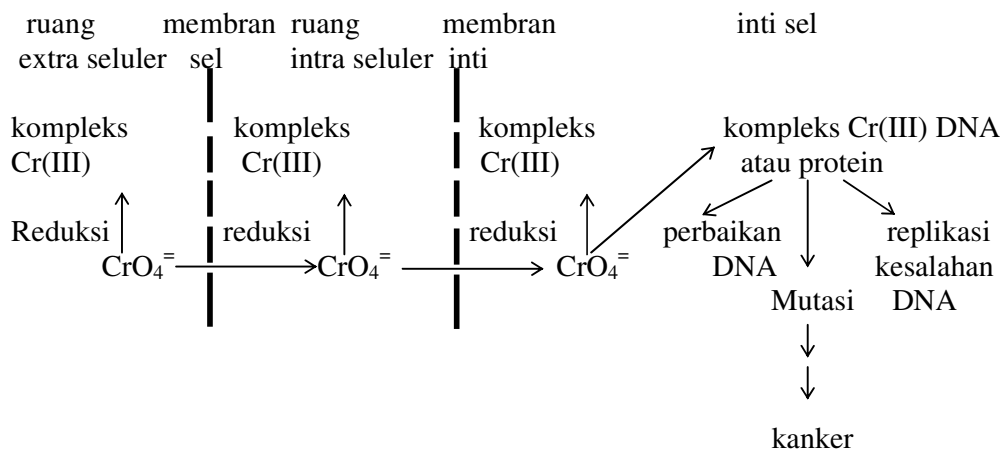 ruang membran ruang membran inti sel
extra seluler sel intra seluler inti
kompleks kompleks kompleks kompleks Cr(III) DNA
Cr(III) Cr(III) Cr(III) atau protein
Reduksi reduksi reduksi perbaikan replikasi
CrO₄⁼ CrO₄⁼ CrO₄⁼ DNA kesalahan
Mutasi DNA
kanker